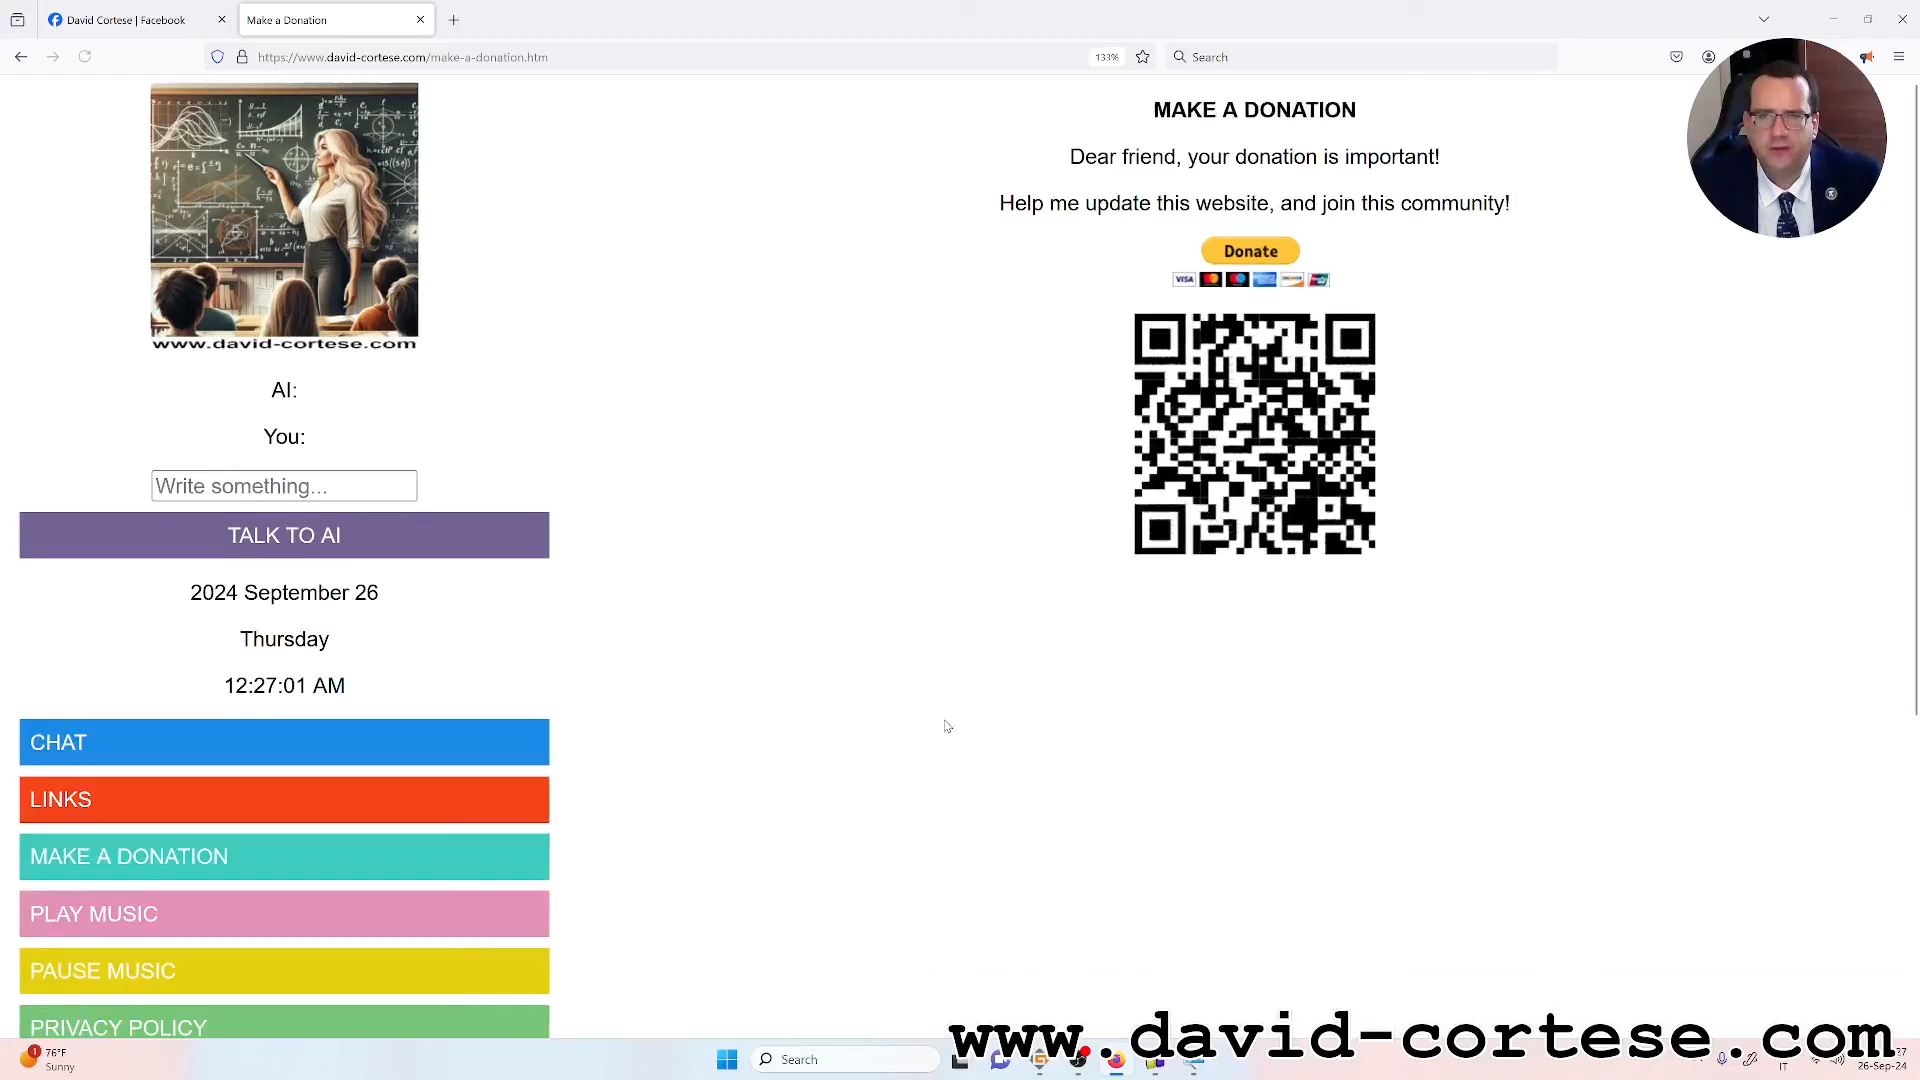 David Cortese | Facebook
Make a Donation
https://www.david-cortese.com/make-a-donation.htm
133%
Search
www.david-cortese.com
AI:
You:
Write something...
TALK TO AI
2024 September 26
Thursday
12:27:01 AM
CHAT
LINKS
MAKE A DONATION
PLAY MUSIC
PAUSE MUSIC
PRIVACY POLICY
MAKE A DONATION
Dear friend, your donation is important!
Help me update this website, and join this community!
Donate
VISA
www.david-cortese.com
1
76°F
Sunny
Search
IT
26-Sep-24